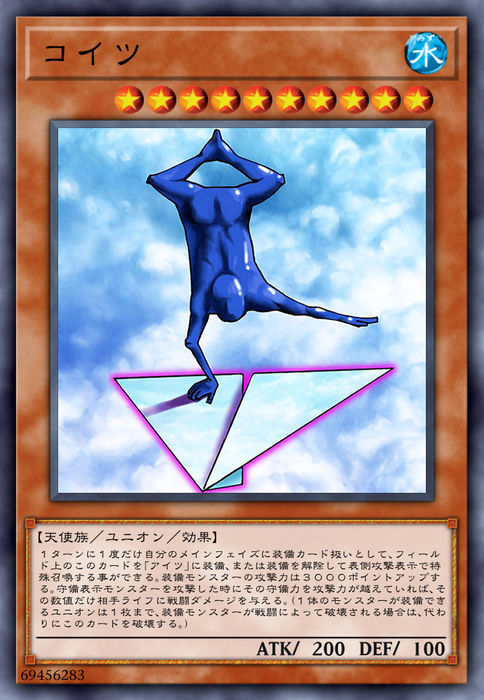 コイツ
みず
水
【天使族／ユニオン／効果】
１ターンに１度だけ自分のメインフェイズに装備カード扱いとして、フィール
ド上のこのカードを「アイツ」に装備、または装備を解除して表側攻撃表示で特
殊召喚する事ができる。装備モンスターの攻撃力は３０００ポイントアップす
る。守備表示モンスターを攻撃した時にその守備力を攻撃力が越えていれば、そ
の数値だけ相手ライフに戦闘ダメージを与える。（１体のモンスターが装備でき
るユニオンは１枚まで、装備モンスターが戦闘によって破壊される場合は、代わ
りにこのカードを破壊する。）
ATK/ 200 DEF/ 100
69456283